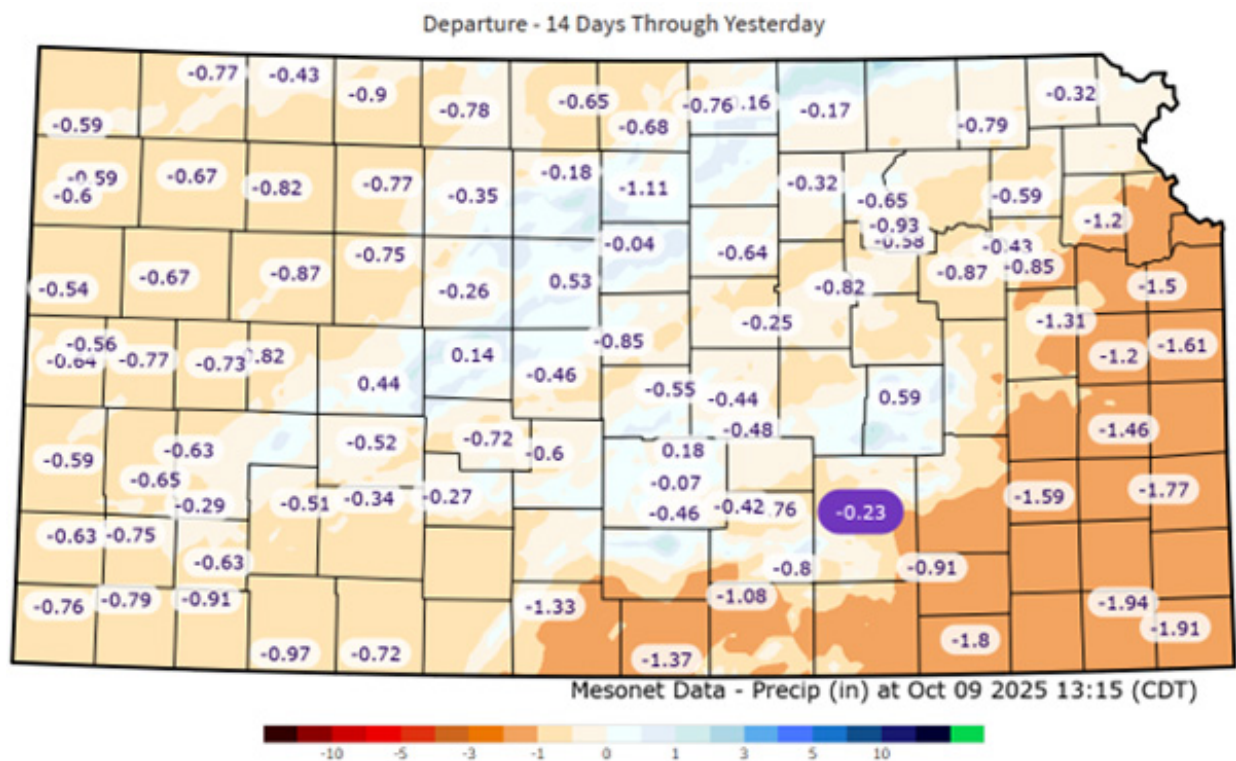 Departure - 14 Days Through Yesterday
-0.77 -0.43
-0.9
-0.78 -0.65 -0.76 .16 -0.17 -0.32
-0.59 -0.68 -0.79
-0.59 -0.67 -0.82 -0.77 -0.18 -1.11 -0.32
-0.6 -0.35 -0.65 -0.59
-0.93 -1.2
-0.58
-0.75 -0.04 -0.64 -0.43
-0.54 -0.67 -0.87 -0.26 0.53 -0.82 -0.87 -0.85 -1.5
-0.25 -1.31
-0.56 -0.85 -1.61
-0.64 -0.77 -0.73 .82 0.14 -1.2
0.44 -0.46 -0.55 -0.44 0.59
-0.48 -1.46
-0.52 -0.72
-0.59 -0.63 -0.6 0.18
-0.65 -0.07 -1.77
-0.29 -0.51 -0.34 -0.27 -0.46 -0.42 .76 -0.23 -1.59
-0.63 -0.75
-0.63 -0.8 -0.91
-0.76 -0.79 -0.91 -1.33 -1.08 -1.94
-1.91
-0.97 -0.72 -1.37 -1.8
Mesonet Data - Precip (in) at Oct 09 2025 13:15 (CDT)
-10 -5 -3 -1 0 1 3 5 10